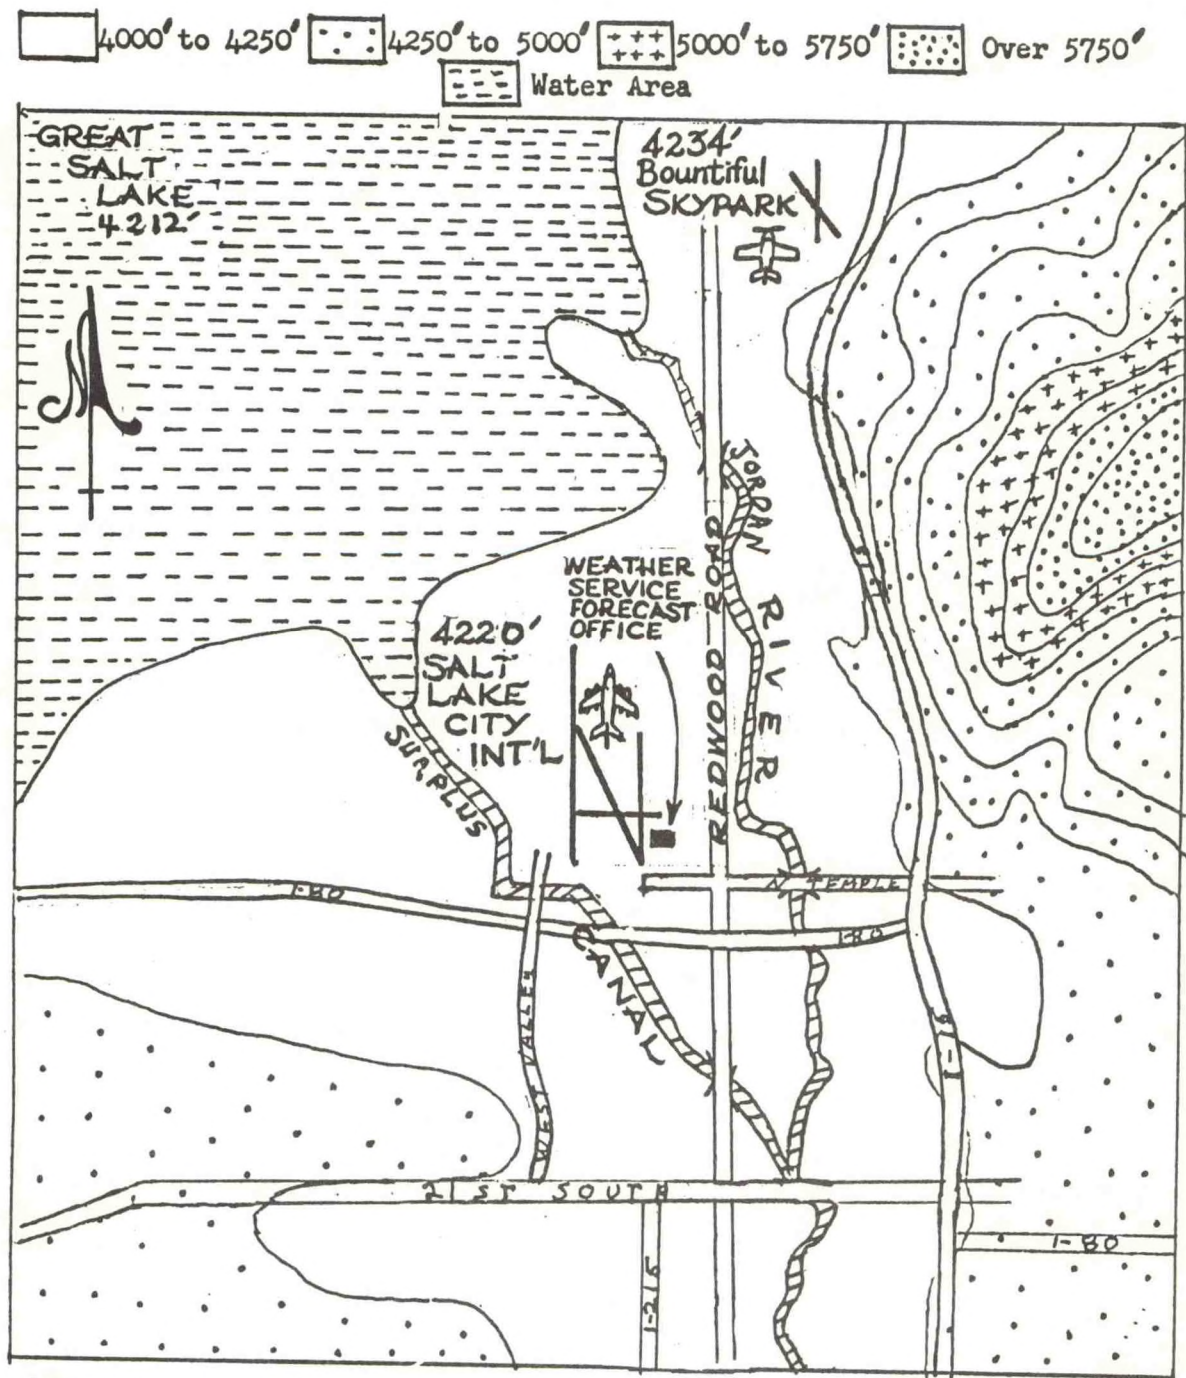 4000' to 4250' 4250' to 5000' 5000' to 5750' Over 5750'
Water Area
GREAT
SALT
LAKE
4212'
4234'
Bountiful
SKYPARK
N
JORDAN RIVER
REDWOOD ROAD
I-15
WEATHER
SERVICE
FORECAST
OFFICE
4220'
SALT
LAKE
CITY
INT'L
SURPLUS
CANAL
N TEMPLE
I-80
I-80
WEST VALLEY
I-15
21ST SOUTH
I-80
I-215